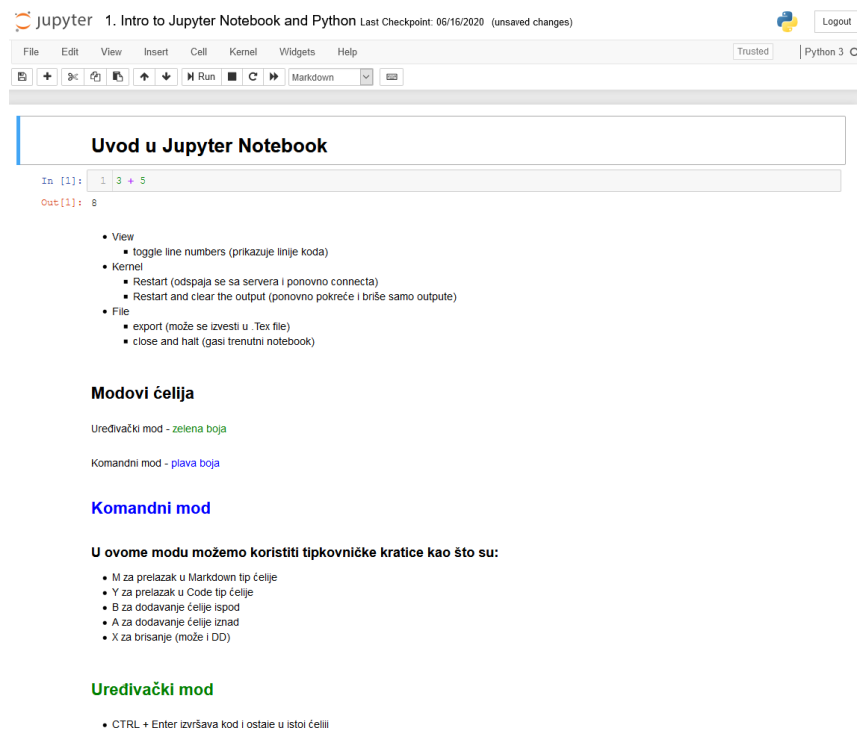 jupyter 1. Intro to Jupyter Notebook and Python Last Checkpoint: 06/16/2020 (unsaved changes) Logout
File Edit View Insert Cell Kernel Widgets Help Trusted Python 3
Run Markdown
Uvod u Jupyter Notebook
In [1]: 1 3 + 5
Out[1]: 8
View
toggle line numbers (prikazuje linije koda)
Kernel
Restart (odspaja se sa servera i ponovno connecta)
Restart and clear the output (ponovno pokreće i briše samo outpute)
File
export (može se izvesti u .Tex file)
close and halt (gasi trenutni notebook)
Modovi ćelija
Uređivački mod - zelena boja
Komandni mod - plava boja
Komandni mod
U ovome modu možemo koristiti tipkovničke kratice kao što su:
M za prelazak u Markdown tip ćelije
Y za prelazak u Code tip ćelije
B za dodavanje ćelije ispod
A za dodavanje ćelije iznad
X za brisanje (može i DD)
Uređivački mod
CTRL + Enter izvršava kod i ostaje u istoj ćeliji